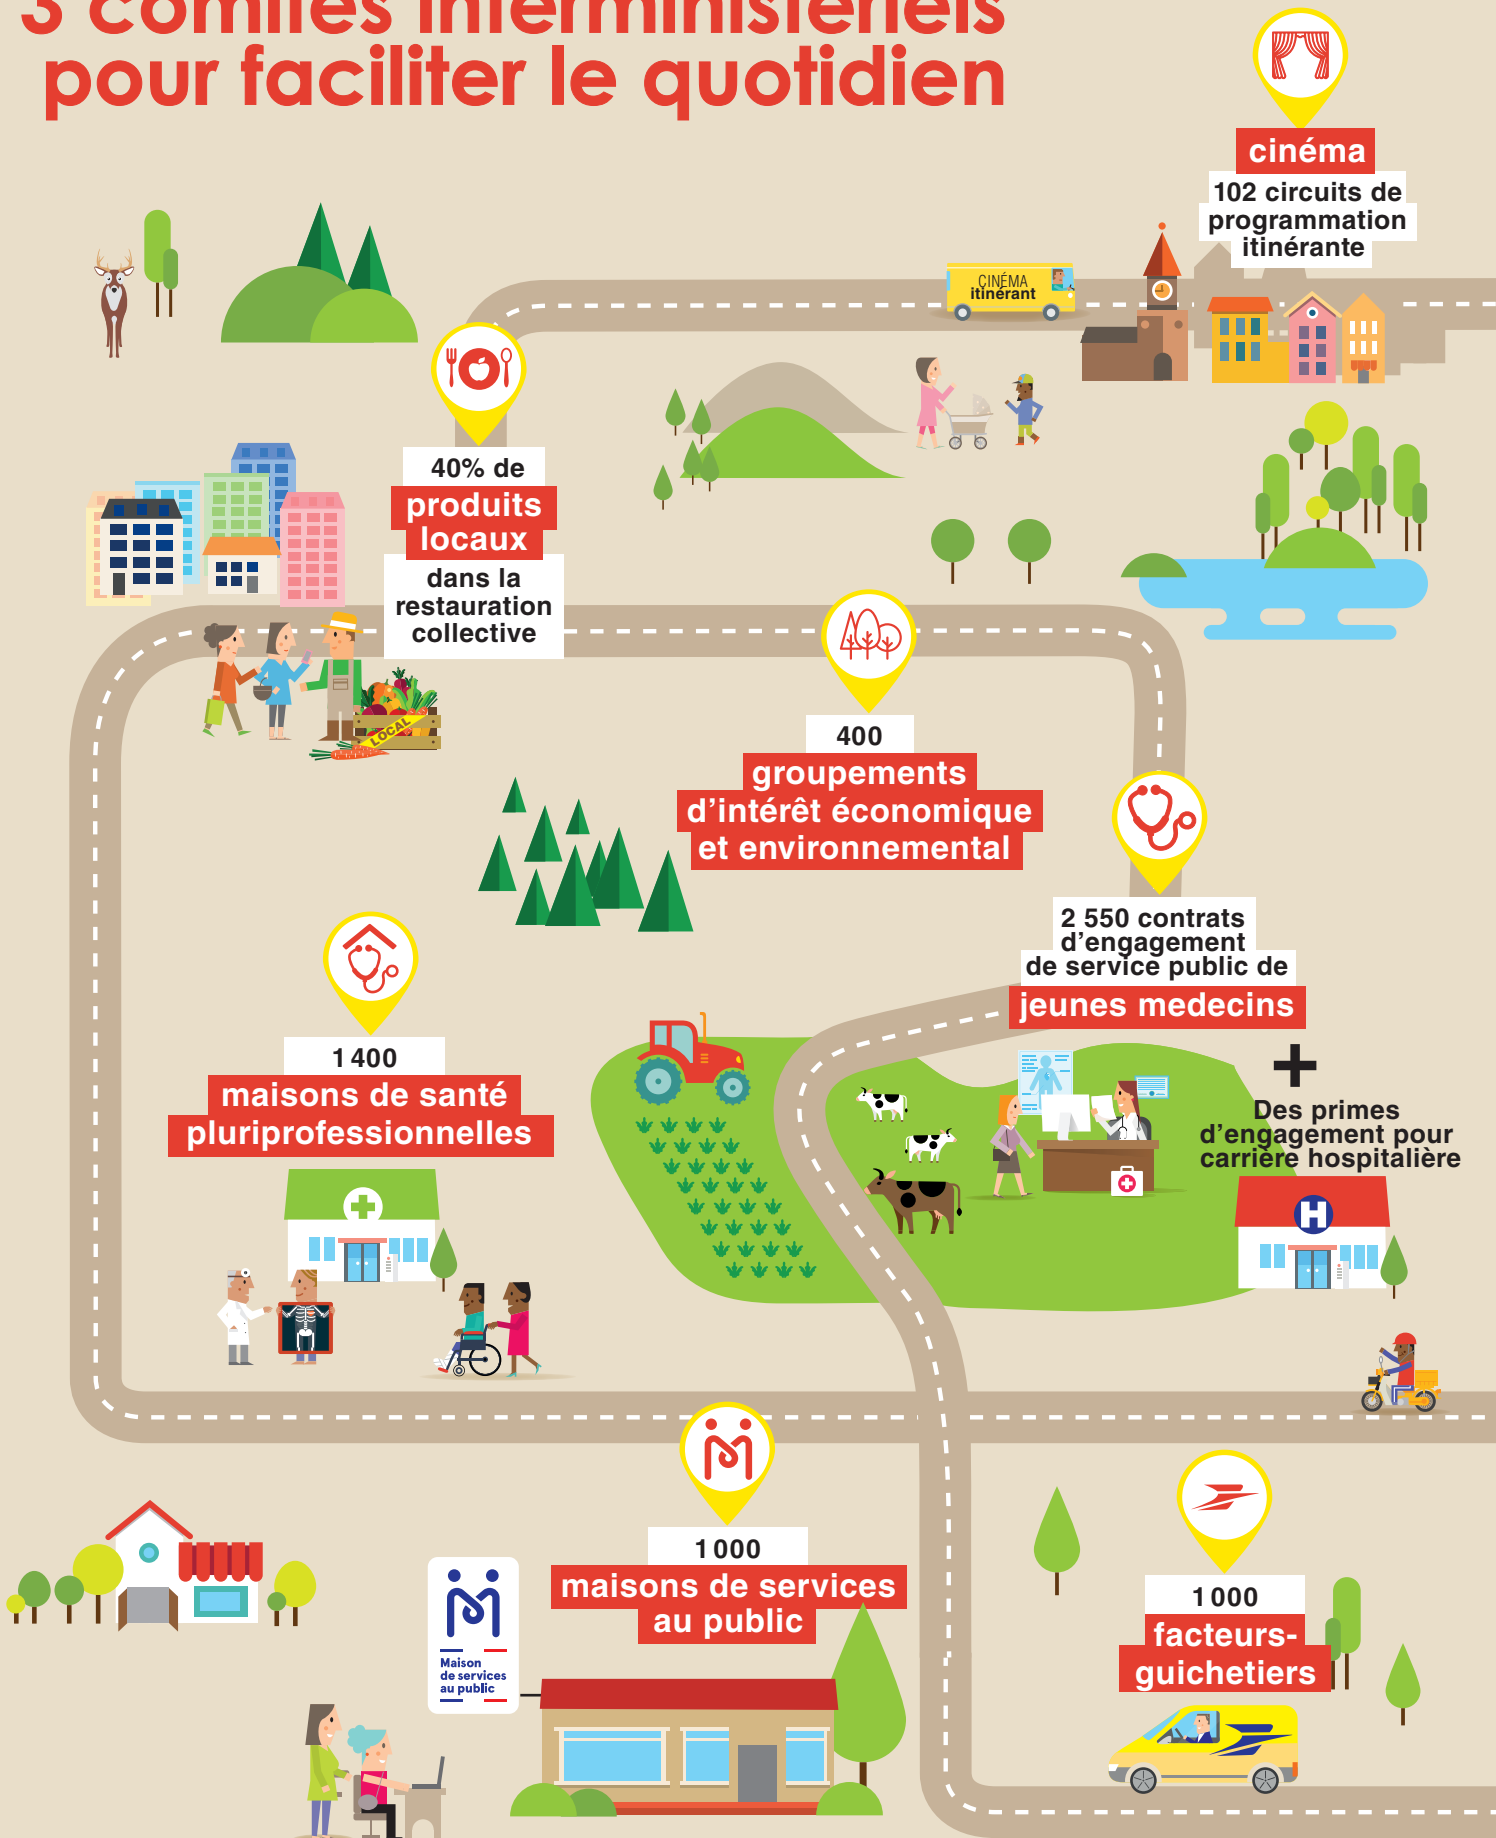 3 comités interministériels
pour faciliter le quotidien
cinéma
102 circuits de
programmation
itinérante
CINÉMA
itinérant
40% de
produits
locaux
dans la
restauration
collective
LOCAL
400
groupements
d'intérêt économique
et environnemental
2 550 contrats
d'engagement
de service public de
jeunes medecins
+
Des primes
d'engagement pour
carrière hospitalière
H
1 400
maisons de santé
pluriprofessionnelles
1 000
maisons de services
au public
Maison
de services
au public
1 000
facteurs-
guichetiers